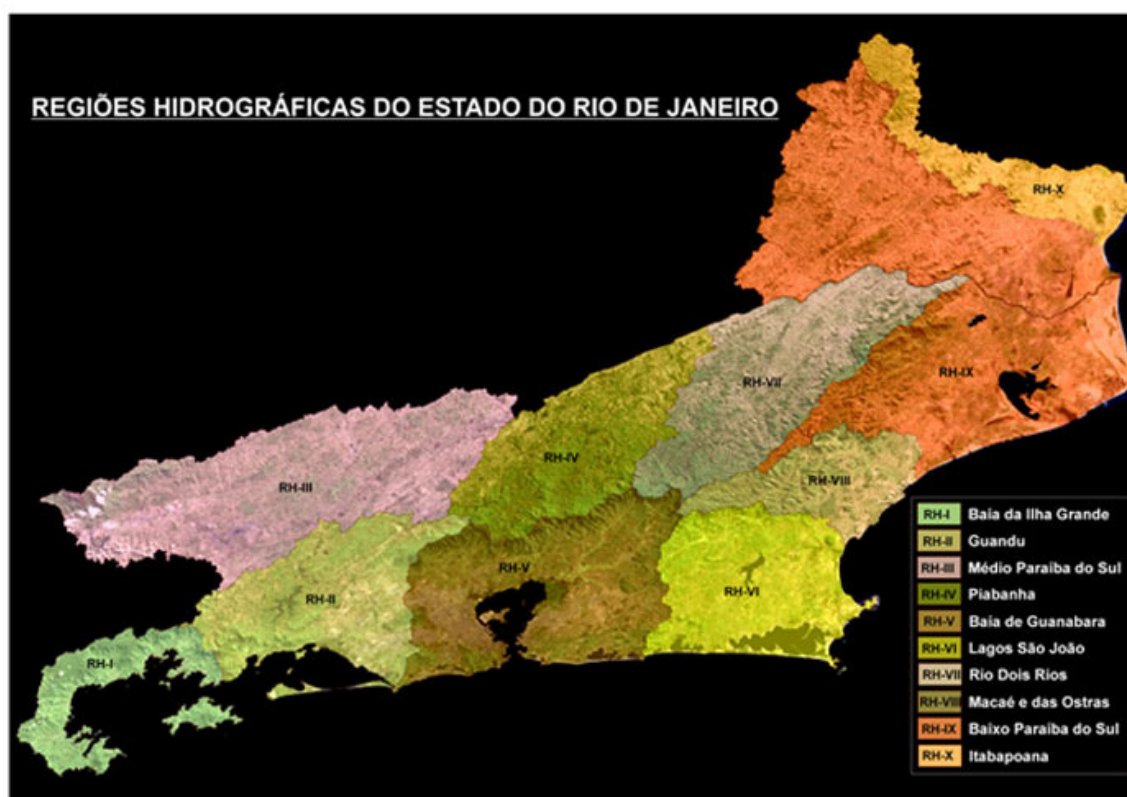 REGIÕES HIDROGRÁFICAS DO ESTADO DO RIO DE JANEIRO
RH-X
RH-IX
RH-VII
RH-IV
RH-VIII
RH-III
RH-V
RH-VI
RH-II
RH-I
RH-I Baía da Ilha Grande
RH-II Guandu
RH-III Médio Paraíba do Sul
RH-IV Piabanha
RH-V Baía de Guanabara
RH-VI Lagos São João
RH-VII Rio Dois Rios
RH-VIII Macaé e das Ostras
RH-IX Baixo Paraíba do Sul
RH-X Itabapoana